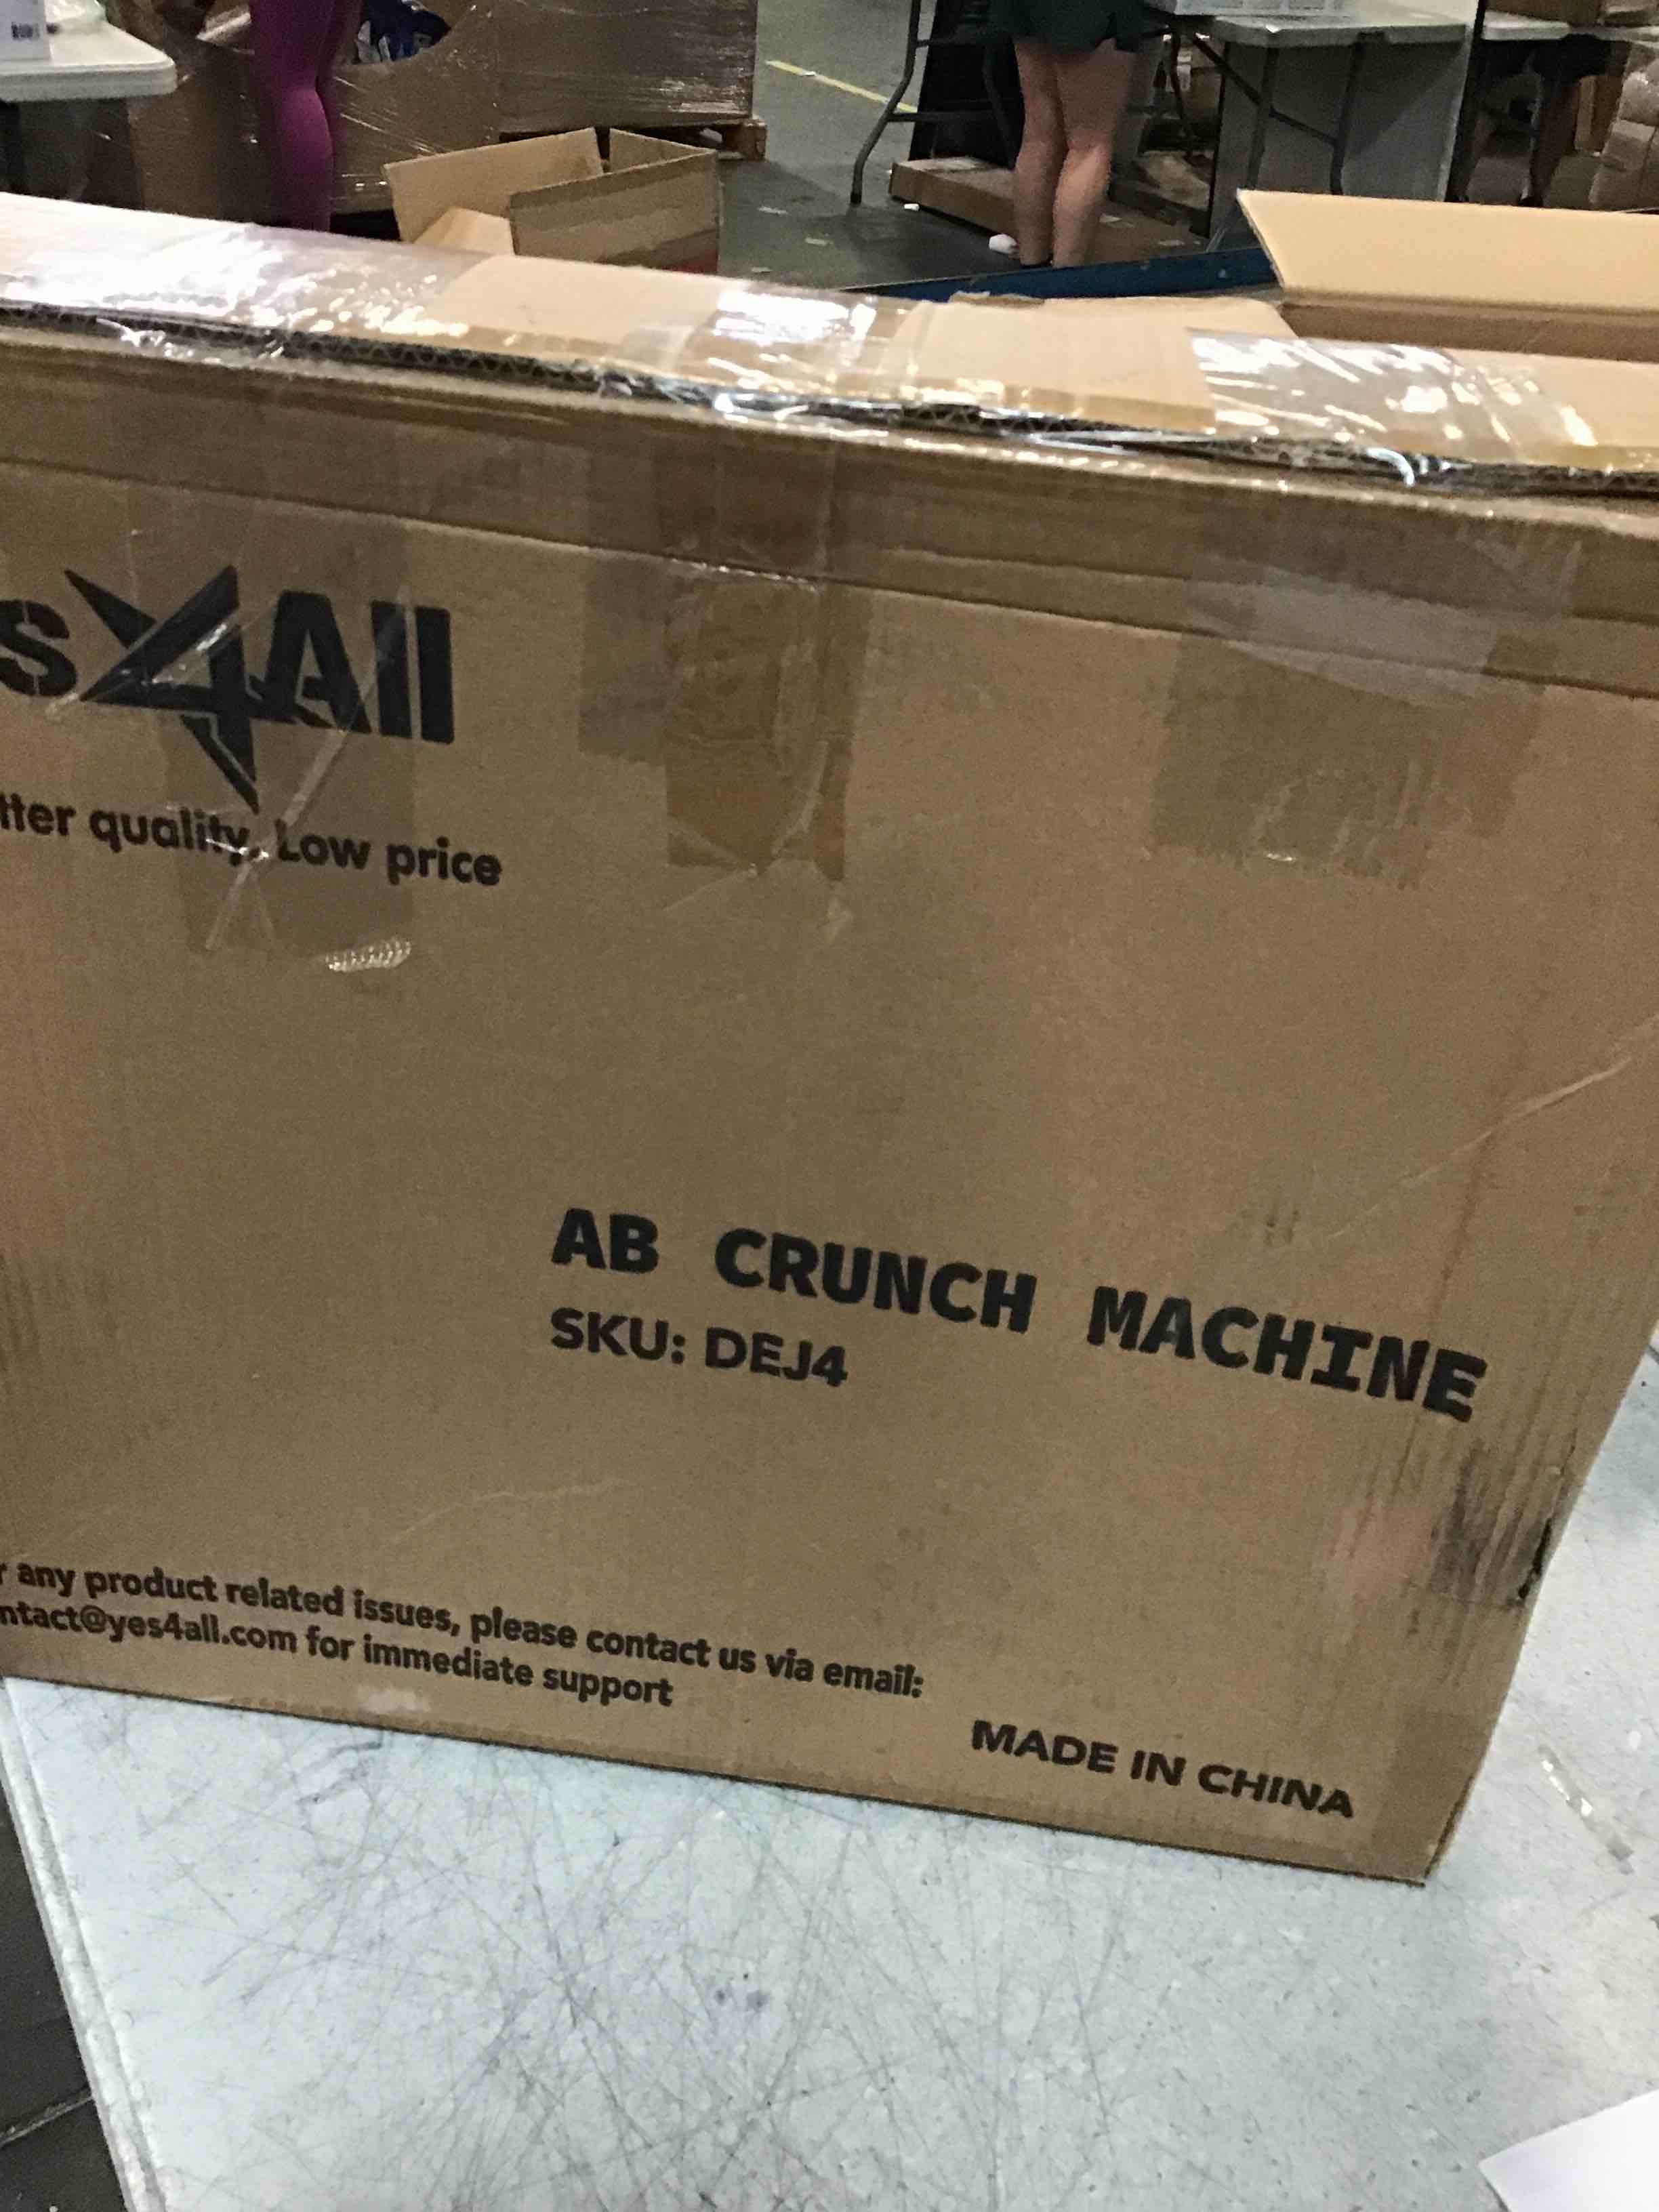 s4All
tter quality, Low price
AB CRUNCH MACHINE
SKU: DEJ4
r any product related issues, please contact us via email:
ntact@yes4all.com for immediate support
MADE IN CHINA